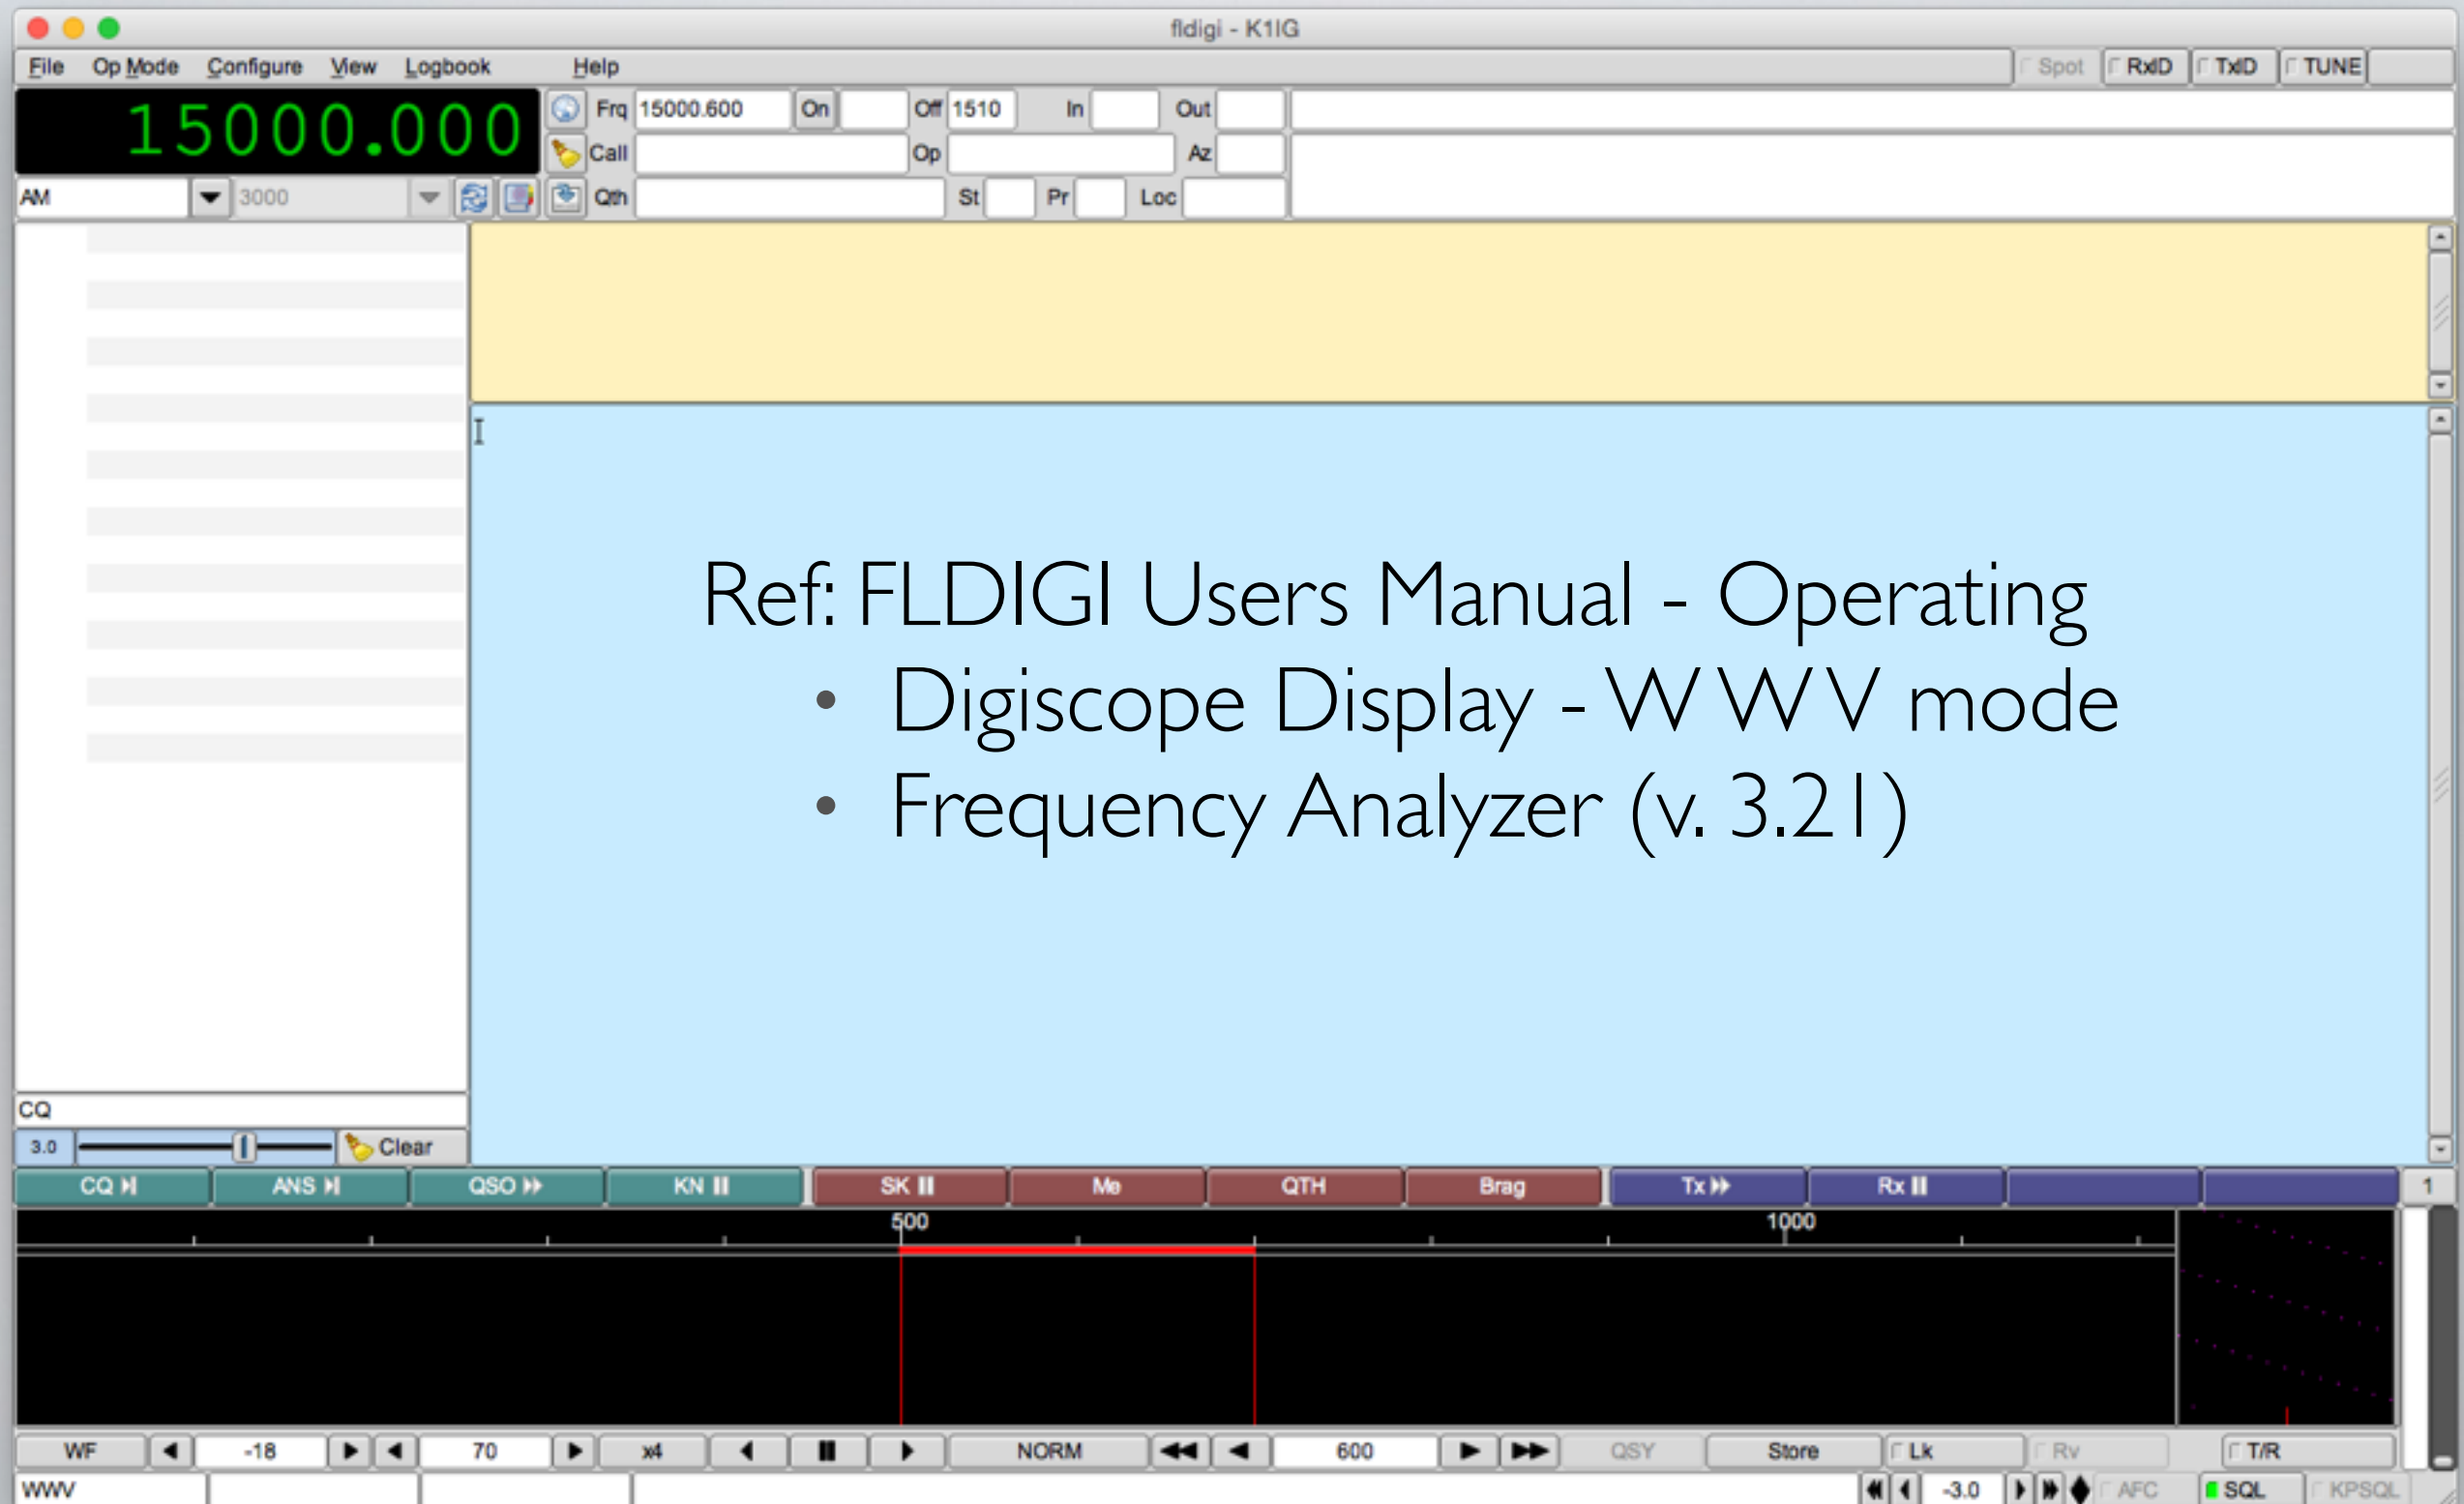 fldigi - K1IG
File Op Mode Configure View Logbook Help Spot RxID TxID TUNE
15000.000 Frq 15000.600 On Off 1510 In Out
Call Op Az
AM 3000 Qth St Pr Loc
Ref: FLDIGI Users Manual - Operating
• Digiscope Display - WWV mode
• Frequency Analyzer (v. 3.21)
CQ
3.0 Clear
CQ ANS QSO KN SK Me QTH Brag Tx Rx 1
500 1000
WF -18 70 x4 NORM 600 QSY Store Lk Rv T/R
WWV -3.0 AFC SQL KPSQL